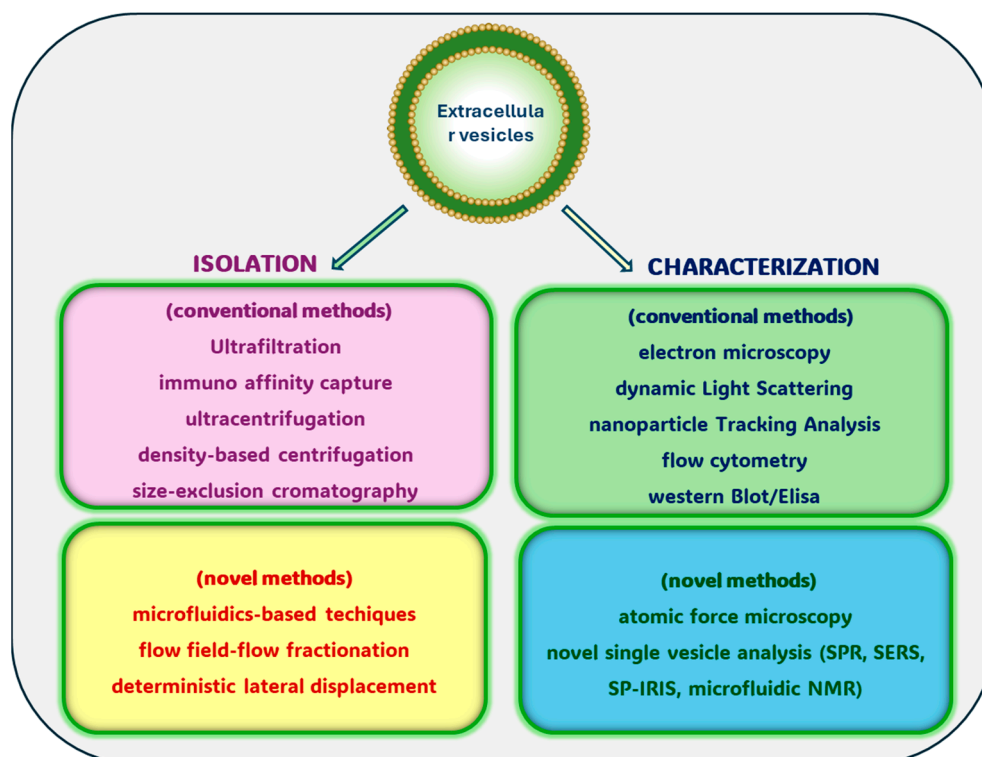 Extracellula
r vesicles
ISOLATION
(conventional methods)
Ultrafiltration
immuno affinity capture
ultracentrifugation
density-based centrifugation
size-exclusion cromatography
(novel methods)
microfluidics-based techiques
flow field-flow fractionation
deterministic lateral displacement
CHARACTERIZATION
(conventional methods)
electron microscopy
dynamic Light Scattering
nanoparticle Tracking Analysis
flow cytometry
western Blot/Elisa
(novel methods)
atomic force microscopy
novel single vesicle analysis (SPR, SERS,
SP-IRIS, microfluidic NMR)